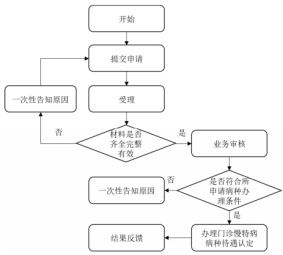 开始
提交申请
一次性告知原因
受理
材料是否
齐全完整
有效
否
是
业务审核
是否符合所
申请病种办
理条件
否
一次性告知原因
是
办理门诊慢特病
病种待遇认定
结果反馈